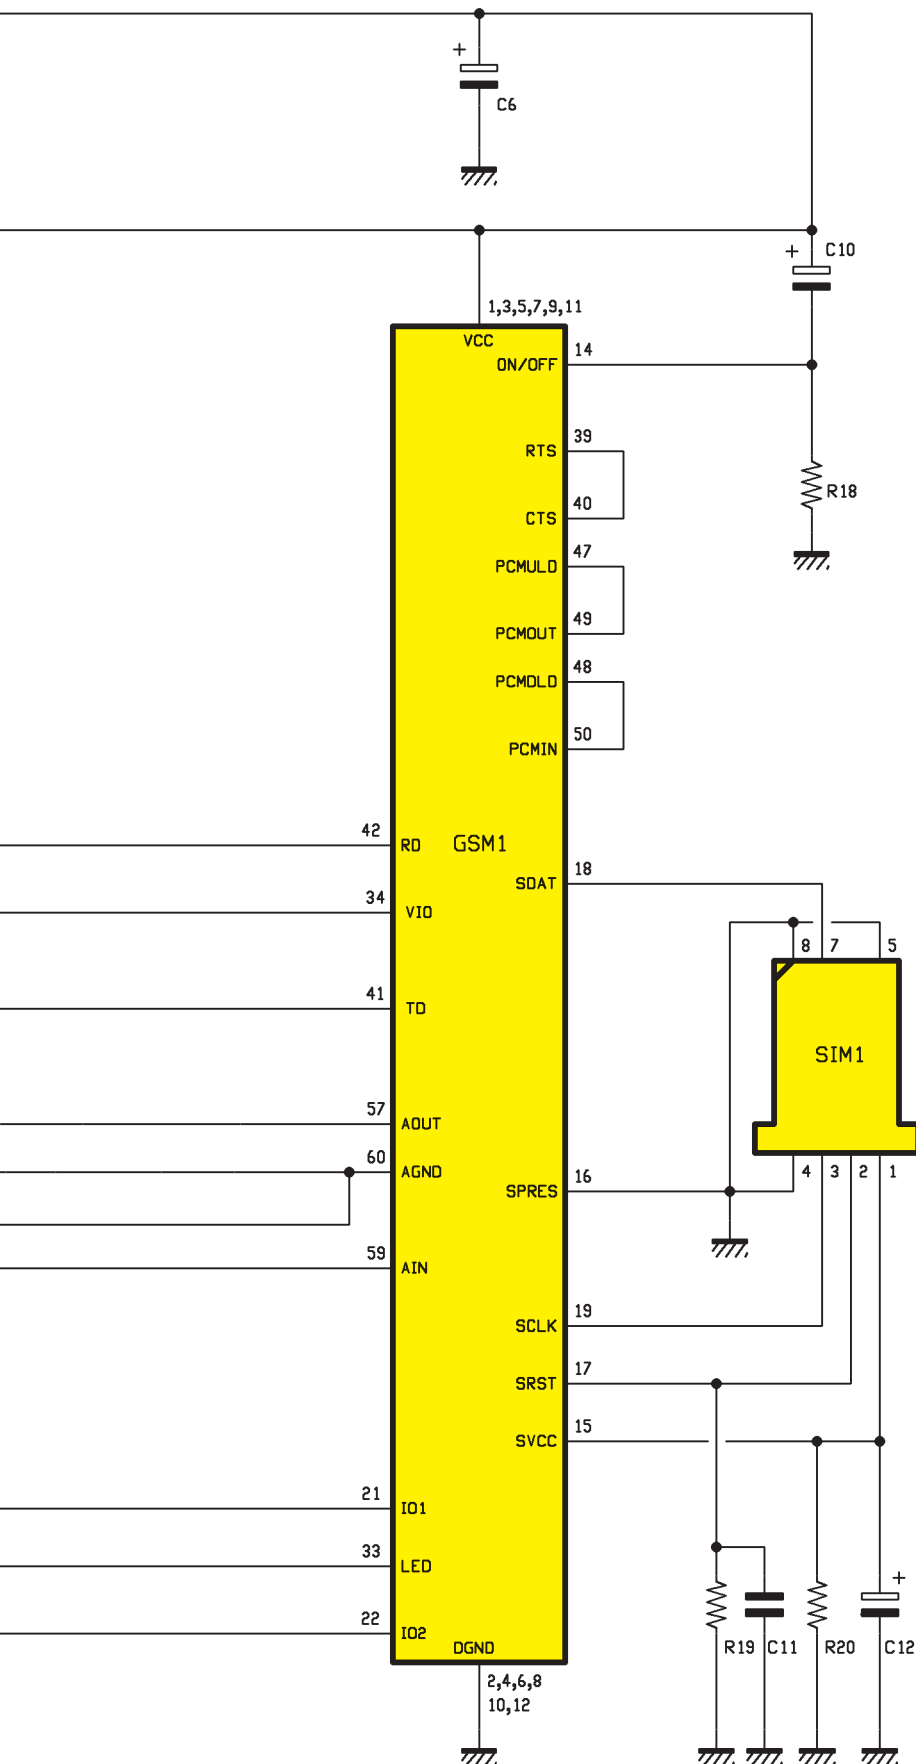 +
C6
+ C10
1,3,5,7,9,11
VCC
14
ON/OFF
39
RTS
R18
40
CTS
47
PCMULD
49
PCMOUT
48
PCMDLD
50
PCMIN
42
RD
GSM1
18
SDAT
34
VIO
8 7 5
41
TD
SIM1
57
AOUT
60
AGND
4 3 2 1
16
SPRES
59
AIN
19
SCLK
17
SRST
15
SVCC
21
IO1
33
LED
+
22
IO2
DGND
R19 C11 R20 C12
2,4,6,8
10,12